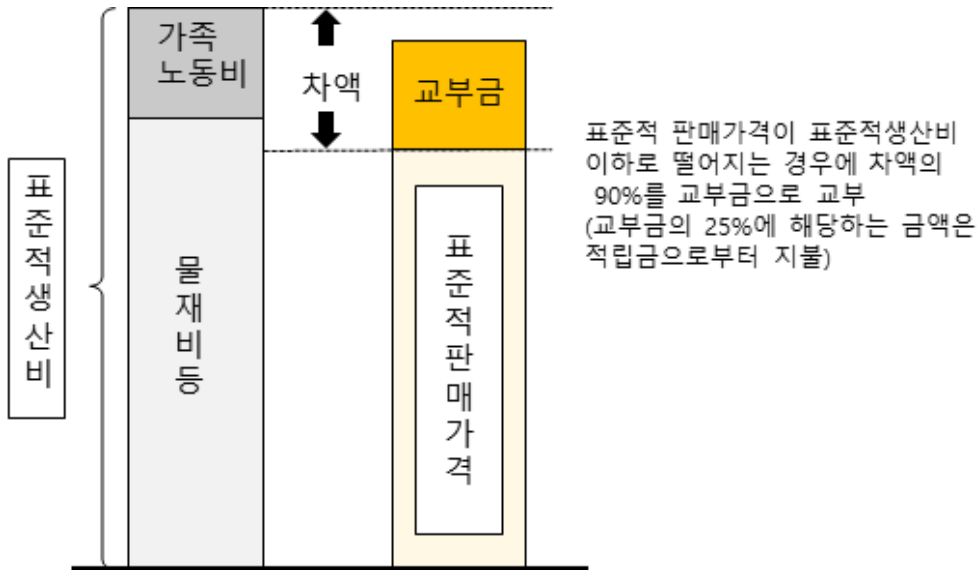 가족
노동비
차액
교부금
표준적생산비
물재비등
표준적판매가격
표준적 판매가격이 표준적생산비
이하로 떨어지는 경우에 차액의
90%를 교부금으로 교부
(교부금의 25%에 해당하는 금액은
적립금으로부터 지불)